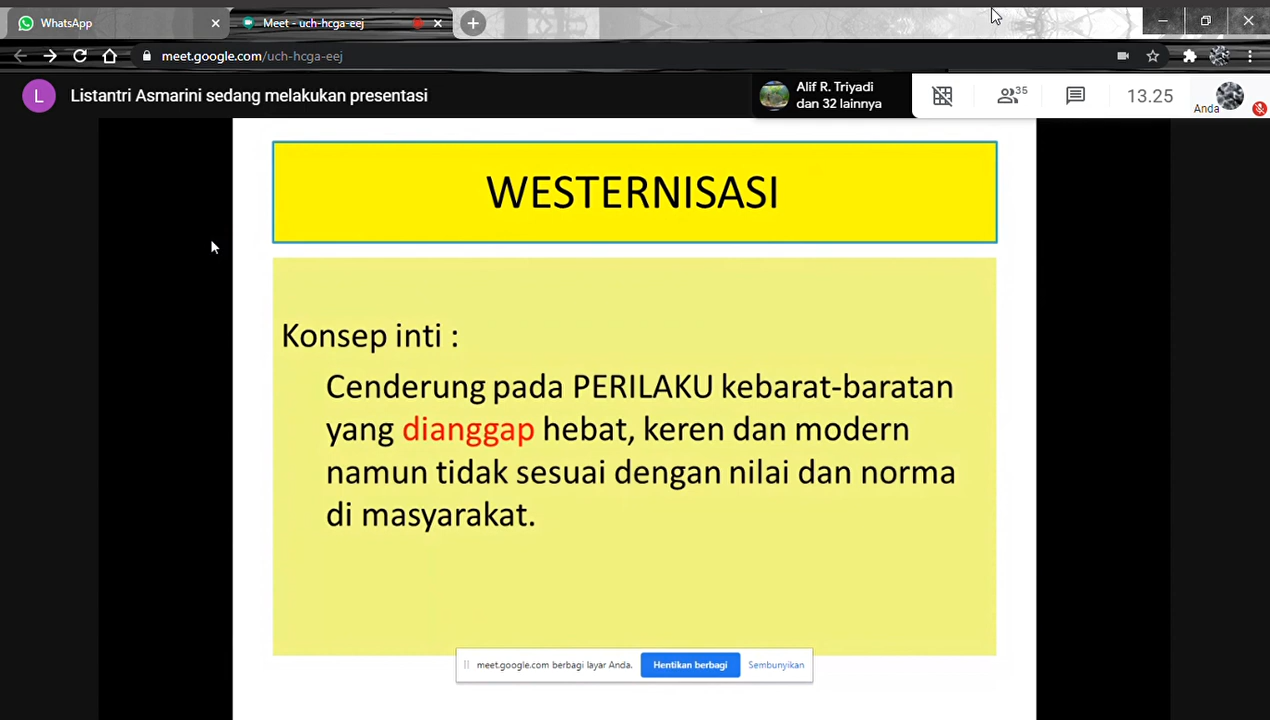 WhatsApp
Meet - uch-hcga-eej
meet.google.com/uch-hcga-eej
L
Listantri Asmarini sedang melakukan presentasi
Alif R. Triyadi
dan 32 lainnya
35
13.25
Anda
WESTERNISASI
Konsep inti :
Cenderung pada PERILAKU kebarat-baratan
yang dianggap hebat, keren dan modern
namun tidak sesuai dengan nilai dan norma
di masyarakat.
meet.google.com berbagi layar Anda.
Hentikan berbagi
Sembunyikan